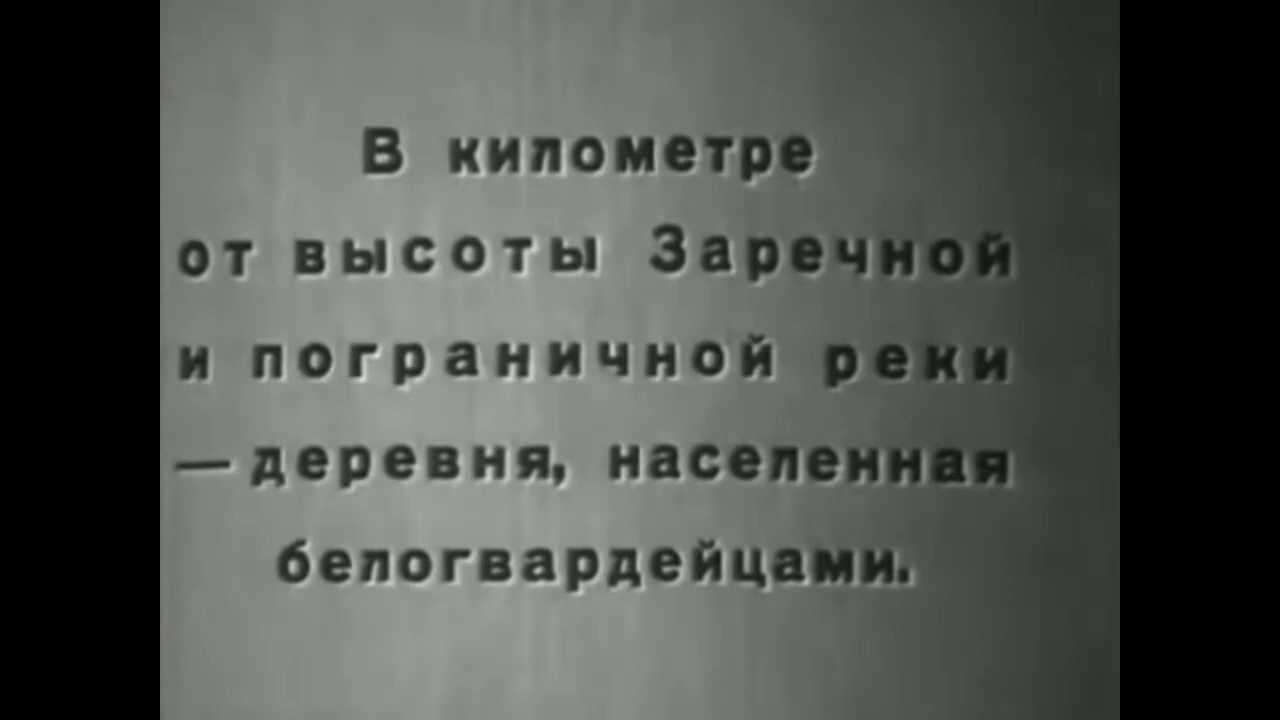 В километре
от высоты Заречной
и пограничной реки
— деревня, населенная
белогвардейцами.